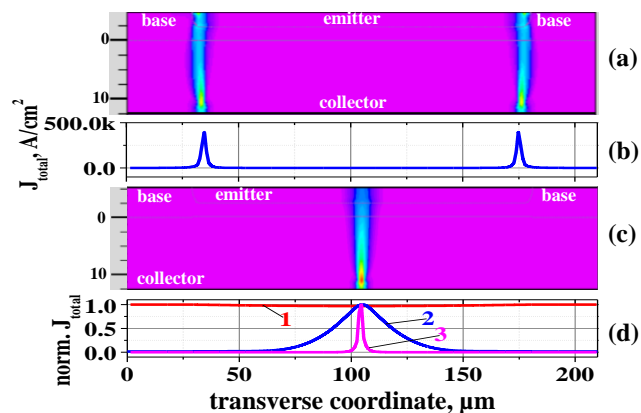 base emitter base
0
10
collector
(a)
J_total, A/cm²
500.0k
0.0
(b)
base emitter base
0
10
collector
(c)
norm. J_total
1.0
0.5
0.0
1 2 3
(d)
0 50 100 150 200
transverse coordinate, µm